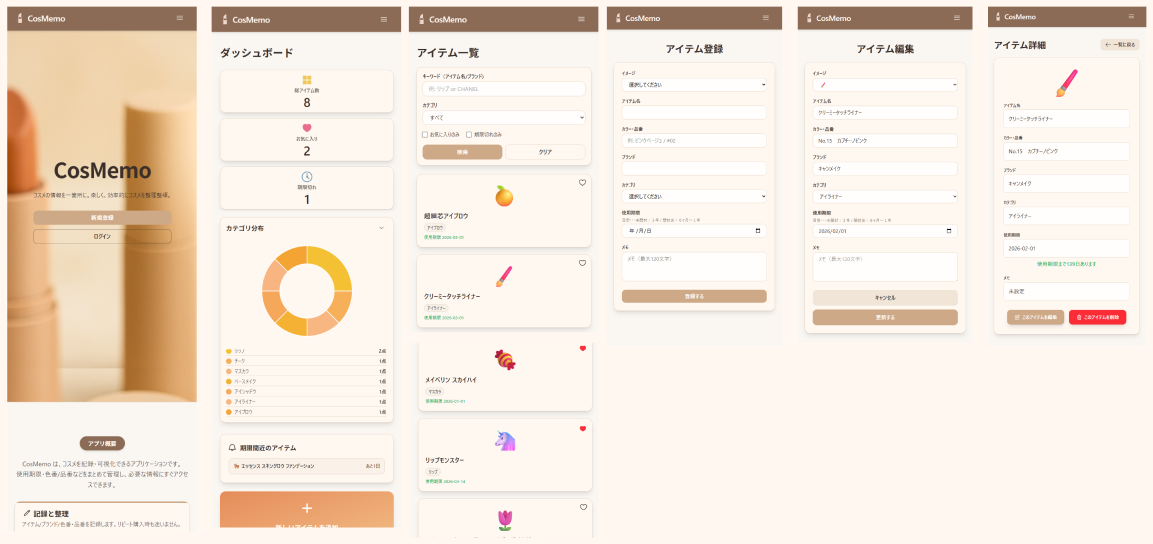 CosMemo
CosMemo
コスメの情報を一箇所に。楽しく、効率的にコスメを整理整頓。
新規登録
ログイン
アプリ概要
CosMemo は、コスメを記録・可視化できるアプリケーションです。
使用期限・色番/品番などをまとめて管理し、必要な情報にすぐアクセ
スできます。
記録と整理
アイテム/ブランド/色番・品番を記録します。リピート購入時も迷いません。
CosMemo
ダッシュボード
総アイテム数
8
お気に入り
2
期限切れ
1
カテゴリ分布
リップ 2点
チーク 1点
マスカラ 1点
ベースメイク 1点
アイシャドウ 1点
アイライナー 1点
アイブロウ 1点
期限間近のアイテム
エッセンス スキングロウ ファンデーション あと1日
CosMemo
アイテム一覧
キーワード（アイテム名/ブランド）
例: リップ or CHANEL
カテゴリ
すべて
お気に入りのみ 期限切れのみ
検索 クリア
超細芯アイブロウ
アイブロウ
クリーミータッチライナー
アイライナー
使用期限 2026-02-01
メイベリン スカイハイ
マスカラ
使用期限 2026-01-01
リップモンスター
リップ
CosMemo
アイテム登録
イメージ
選択してください
アイテム名
カラー・品番
例: ピンクベージュ / #02
ブランド
カテゴリ
選択してください
使用期限
年 /月/日
メモ
メモ（最大120文字）
登録する
CosMemo
アイテム編集
イメージ
アイテム名
クリーミータッチライナー
カラー・品番
No.15 カプチーノピンク
ブランド
キャンメイク
カテゴリ
アイライナー
使用期限
2026/02/01
メモ
メモ（最大120文字）
キャンセル
更新する
CosMemo
アイテム詳細
← 一覧に戻る
アイテム名
クリーミータッチライナー
カラー・品番
No.15 カプチーノピンク
ブランド
キャンメイク
カテゴリ
アイライナー
使用期限
2026-02-01
メモ
未設定
このアイテムを編集 このアイテムを削除